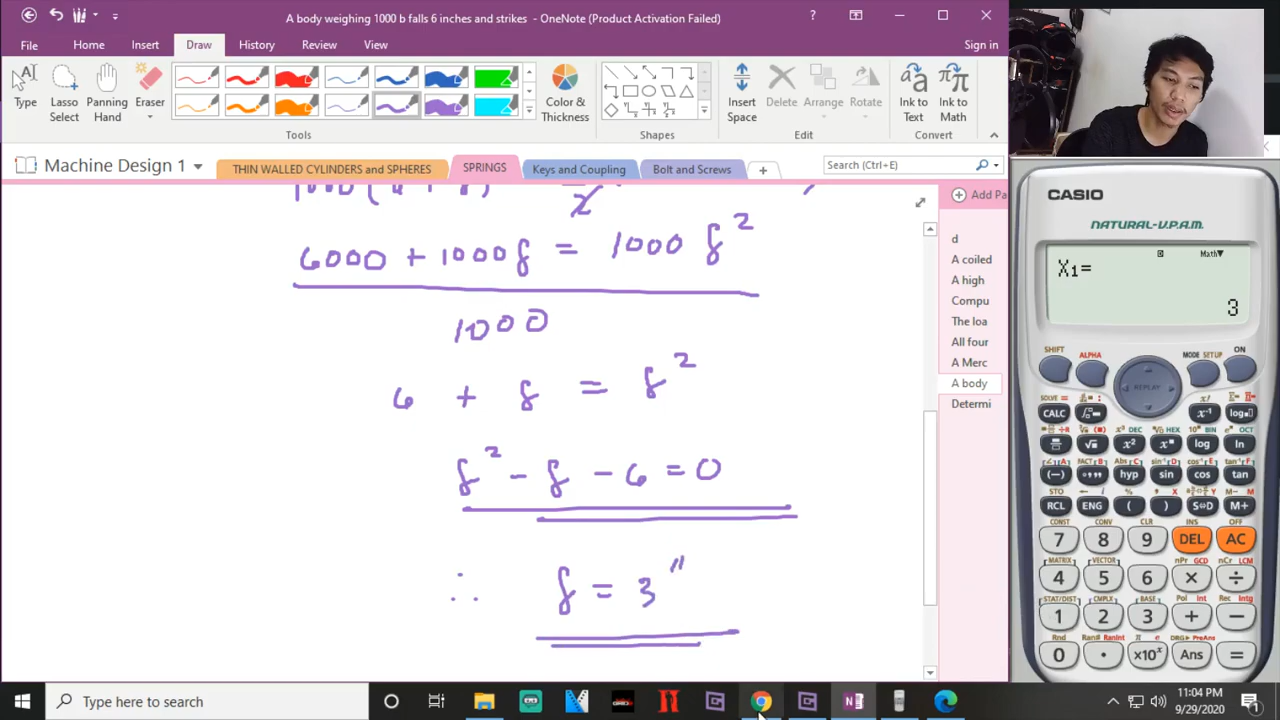 A body weighing 1000 b falls 6 inches and strikes - OneNote (Product Activation Failed)
File Home Insert Draw History Review View Sign in
Type Lasso Select Panning Hand Eraser Color & Thickness Insert Space Delete Arrange Rotate Ink to Text Ink to Math
Tools Shapes Edit Convert
Machine Design 1 THIN WALLED CYLINDERS and SPHERES SPRINGS Keys and Coupling Bolt and Screws Search (Ctrl+E)
Add Pa
d
A coiled
A high
Compu
The loa
All four
A Merc
A body
Determi
6000 + 1000f = 1000 f²
1000
6 + f = f²
f² - f - 6 = 0
∴ f = 3"
CASIO
NATURAL-V.P.A.M.
Math▼
X₁=
3
SHIFT ALPHA REPLAY MODE SETUP ON
CALC log
log ln
hyp sin cos tan
RCL ENG ( ) S⇔D M+
7 8 9 DEL AC
4 5 6 × ÷
1 2 3 + −
0 . ×10ˣ Ans =
Type here to search
11:04 PM
9/29/2020